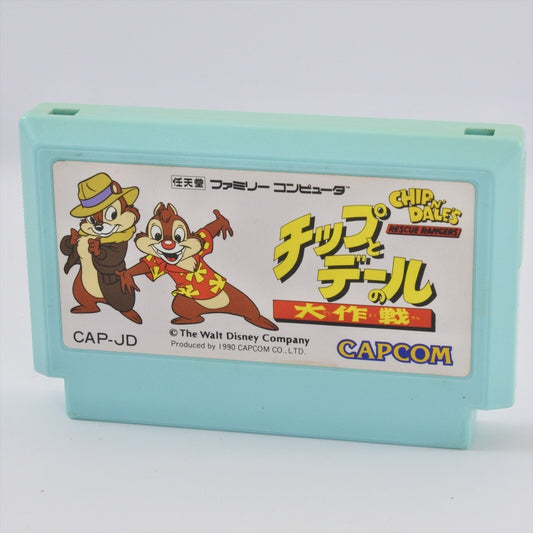 任天堂 ファミリー コンピュータ™
CHIP 'N DALE'S
RESCUE RANGERS
チップと
デールの
大作戦
© The Walt Disney Company
Produced by 1990 CAPCOM CO., LTD.
CAP-JD
CAPCOM